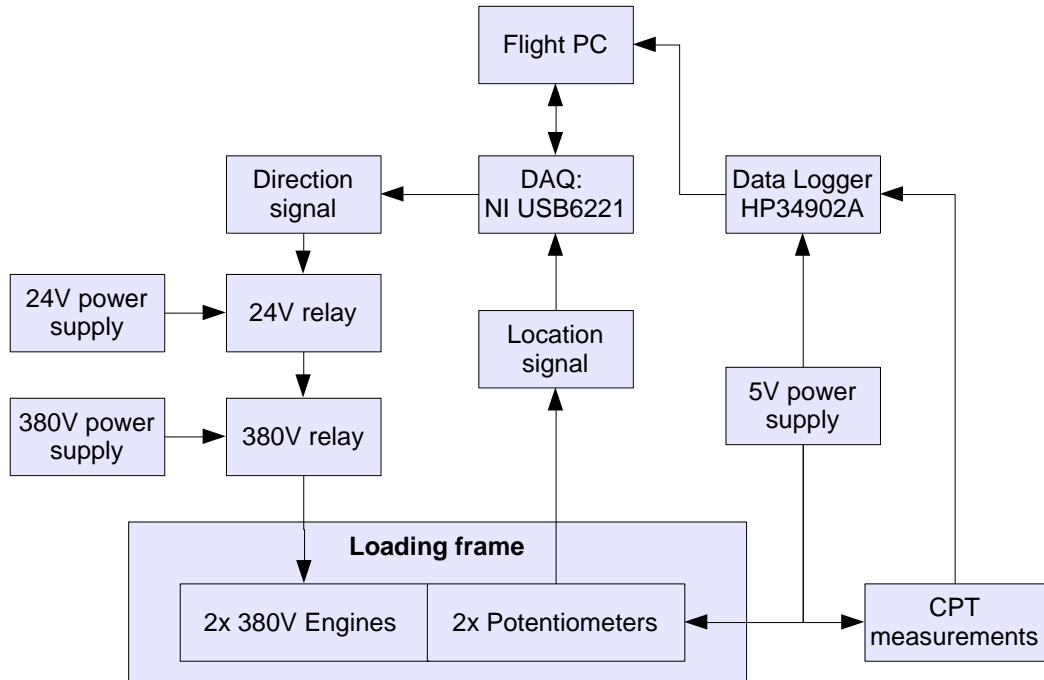 Flight PC
Direction
signal
DAQ:
NI USB6221
Data Logger
HP34902A
24V power
supply
24V relay
Location
signal
5V power
supply
380V power
supply
380V relay
Loading frame
2x 380V Engines
2x Potentiometers
CPT
measurements